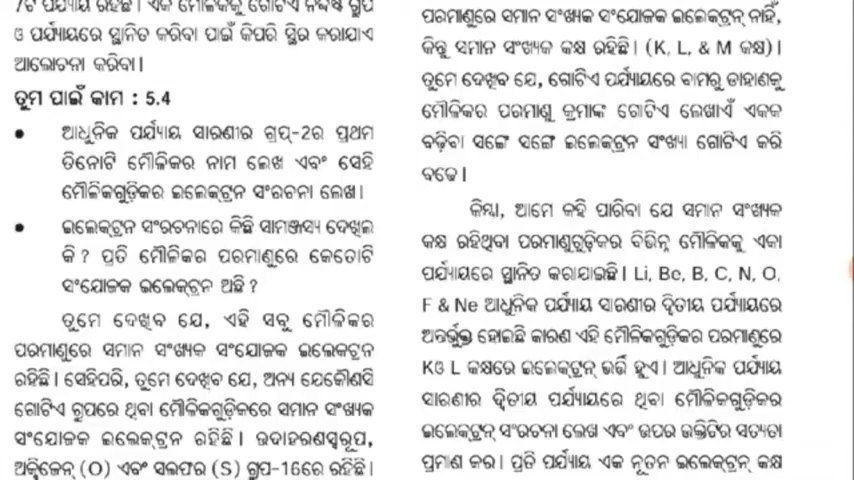 7ଟି ପର୍ଯ୍ୟାୟ ରହିଛି। ଏକ ମୌଳିକକୁ ଗୋଟିଏ ନିର୍ଦ୍ଦିଷ୍ଟ ଗ୍ରୁପ
ଓ ପର୍ଯ୍ୟାୟରେ ସ୍ଥାନିତ କରିବା ପାଇଁ କିପରି ସ୍ଥିର କରାଯାଏ
ଆଲୋଚନା କରିବା।
ତୁମ ପାଇଁ କାମ : 5.4
● ଆଧୁନିକ ପର୍ଯ୍ୟାୟ ସାରଣୀର ଗ୍ରୁପ୍-2ର ପ୍ରଥମ
ତିନୋଟି ମୌଳିକର ନାମ ଲେଖ ଏବଂ ସେହି
ମୌଳିକଗୁଡ଼ିକର ଇଲେକ୍ଟ୍ରନ ସଂରଚନା ଲେଖ।
● ଇଲେକ୍ଟ୍ରନ ସଂରଚନାରେ କିଛି ସାମଞ୍ଜସ୍ୟ ଦେଖିଲ
କି ? ପ୍ରତି ମୌଳିକର ପରମାଣୁରେ କେତୋଟି
ସଂଯୋଜକ ଇଲେକ୍ଟ୍ରନ ଅଛି ?
ତୁମେ ଦେଖିବ ଯେ, ଏହି ସବୁ ମୌଳିକର
ପରମାଣୁରେ ସମାନ ସଂଖ୍ୟକ ସଂଯୋଜକ ଇଲେକଟ୍ରନ
ରହିଛି। ସେହିପରି, ତୁମେ ଦେଖିବ ଯେ, ଅନ୍ୟ ଯେକୌଣସି
ଗୋଟିଏ ଗ୍ରୁପରେ ଥିବା ମୌଳିକଗୁଡ଼ିକରେ ସମାନ ସଂଖ୍ୟକ
ସଂଯୋଜକ ଇଲେକ୍ଟ୍ରନ ରହିଛି। ଉଦାହରଣସ୍ୱରୂପ,
ଅକ୍ସିଜେନ୍ (O) ଏବଂ ସଲଫର (S) ଗ୍ରୁପ-16ରେ ରହିଛି।
ପରମାଣୁରେ ସମାନ ସଂଖ୍ୟକ ସଂଯୋଜକ ଇଲେକ୍ଟ୍ରନ୍ ନାହିଁ,
କିନ୍ତୁ ସମାନ ସଂଖ୍ୟକ କକ୍ଷ ରହିଛି। (K, L, & M କକ୍ଷ)।
ତୁମେ ଦେଖିବ ଯେ, ଗୋଟିଏ ପର୍ଯ୍ୟାୟରେ ବାମରୁ ଡାହାଣକୁ
ମୌଳିକର ପରମାଣୁ କ୍ରମାଙ୍କ ଗୋଟିଏ ଲେଖାଏଁ ଏକକ
ବଢ଼ିବା ସଙ୍ଗେ ସଙ୍ଗେ ଇଲେକ୍ଟ୍ରନ ସଂଖ୍ୟା ଗୋଟିଏ କରି
ବଢେ।
କିମ୍ବା, ଆମେ କହି ପାରିବା ଯେ ସମାନ ସଂଖ୍ୟକ
କକ୍ଷ ରହିଥିବା ପରମାଣୁଗୁଡ଼ିକର ବିଭିନ୍ନ ମୌଳିକକୁ ଏକା
ପର୍ଯ୍ୟାୟରେ ସ୍ଥାନିତ କରାଯାଇଛି। Li, Be, B, C, N, O,
F & Ne ଆଧୁନିକ ପର୍ଯ୍ୟାୟ ସାରଣୀର ଦ୍ୱିତୀୟ ପର୍ଯ୍ୟାୟରେ
ଅନ୍ତର୍ଭୁକ୍ତ ହୋଇଛି କାରଣ ଏହି ମୌଳିକଗୁଡ଼ିକର ପରମାଣୁରେ
Kଓ L କକ୍ଷରେ ଇଲେକ୍ଟ୍ରନ୍ ଭର୍ତ୍ତି ହୁଏ। ଆଧୁନିକ ପର୍ଯ୍ୟାୟ
ସାରଣୀର ଦ୍ୱିତୀୟ ପର୍ଯ୍ୟାୟରେ ଥିବା ମୌଳିକଗୁଡ଼ିକର
ଇଲେକ୍ଟ୍ରନ୍ ସଂରଚନା ଲେଖ ଏବଂ ଉପର ଉକ୍ତିଟିର ସତ୍ୟତା
ପ୍ରମାଣ କର। ପ୍ରତି ପର୍ଯ୍ୟାୟ ଏକ ନୂତନ ଇଲେକ୍ଟ୍ରନ୍ କକ୍ଷ